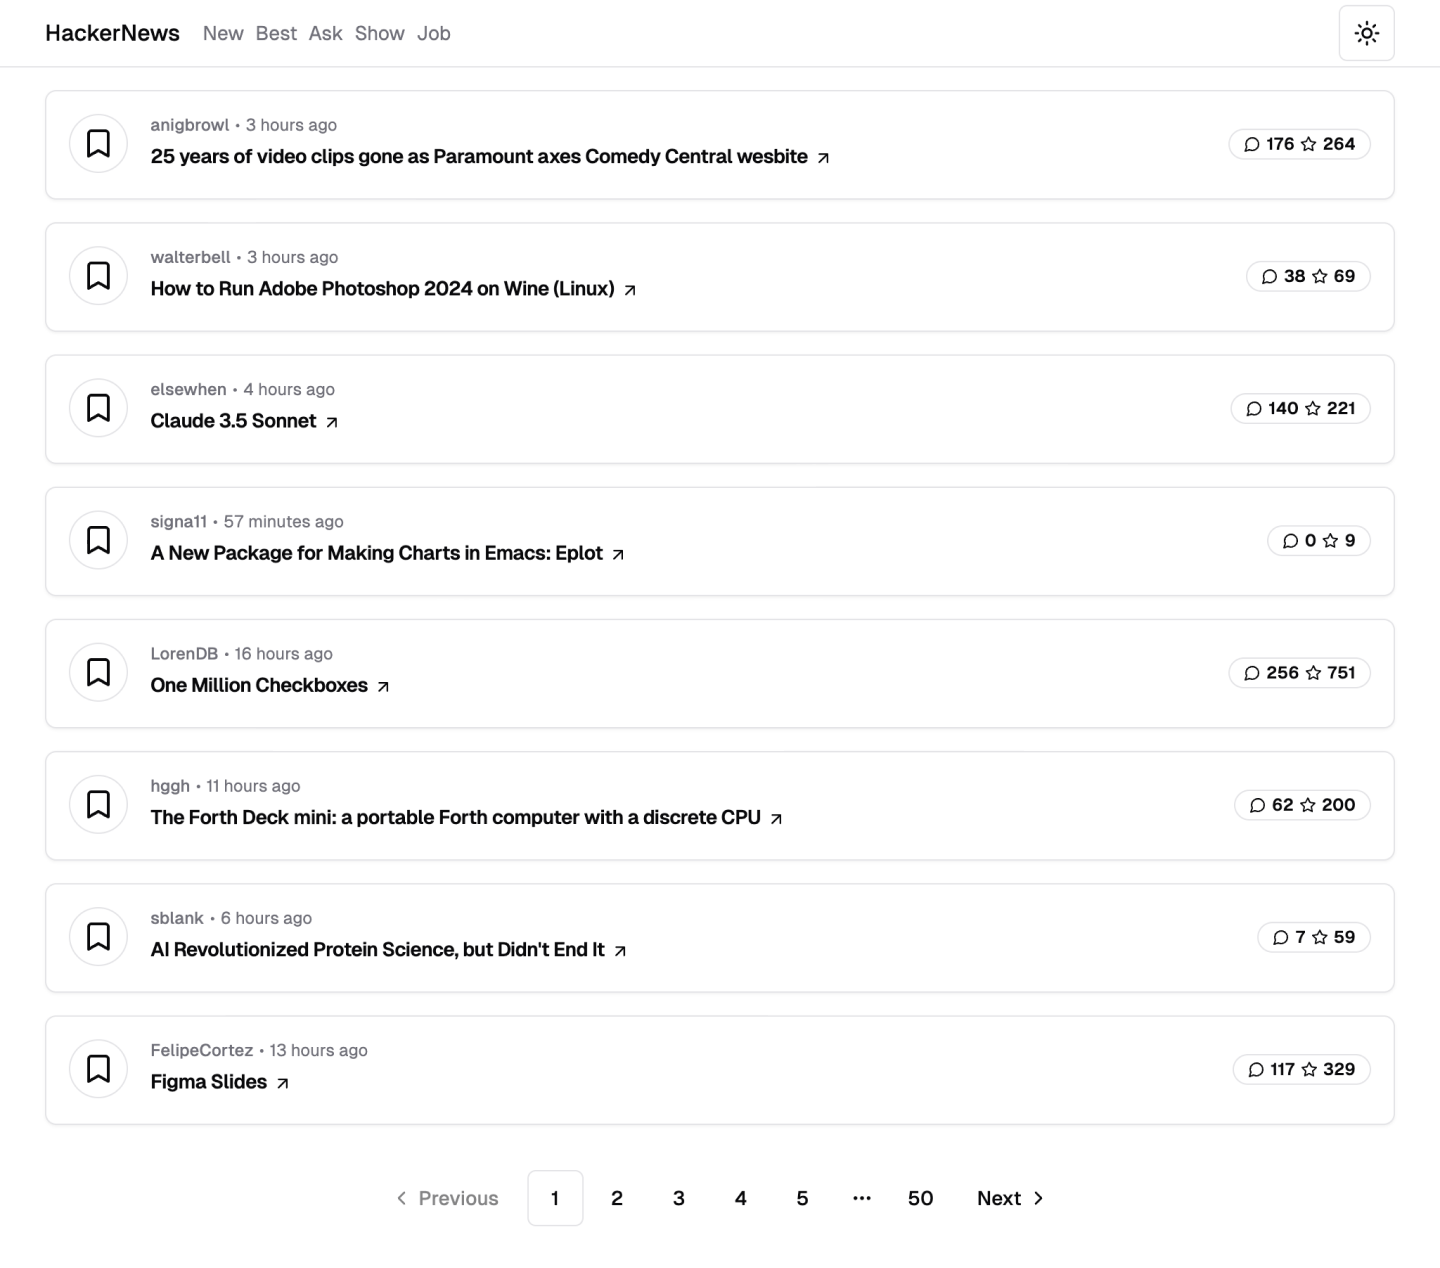 HackerNews New Best Ask Show Job
anigbrowl • 3 hours ago
25 years of video clips gone as Paramount axes Comedy Central wesbite
176 264
walterbell • 3 hours ago
How to Run Adobe Photoshop 2024 on Wine (Linux)
38 69
elsewhen • 4 hours ago
Claude 3.5 Sonnet
140 221
signa11 • 57 minutes ago
A New Package for Making Charts in Emacs: Eplot
0 9
LorenDB • 16 hours ago
One Million Checkboxes
256 751
hggh • 11 hours ago
The Forth Deck mini: a portable Forth computer with a discrete CPU
62 200
sblank • 6 hours ago
AI Revolutionized Protein Science, but Didn't End It
7 59
FelipeCortez • 13 hours ago
Figma Slides
117 329
Previous 1 2 3 4 5 ... 50 Next